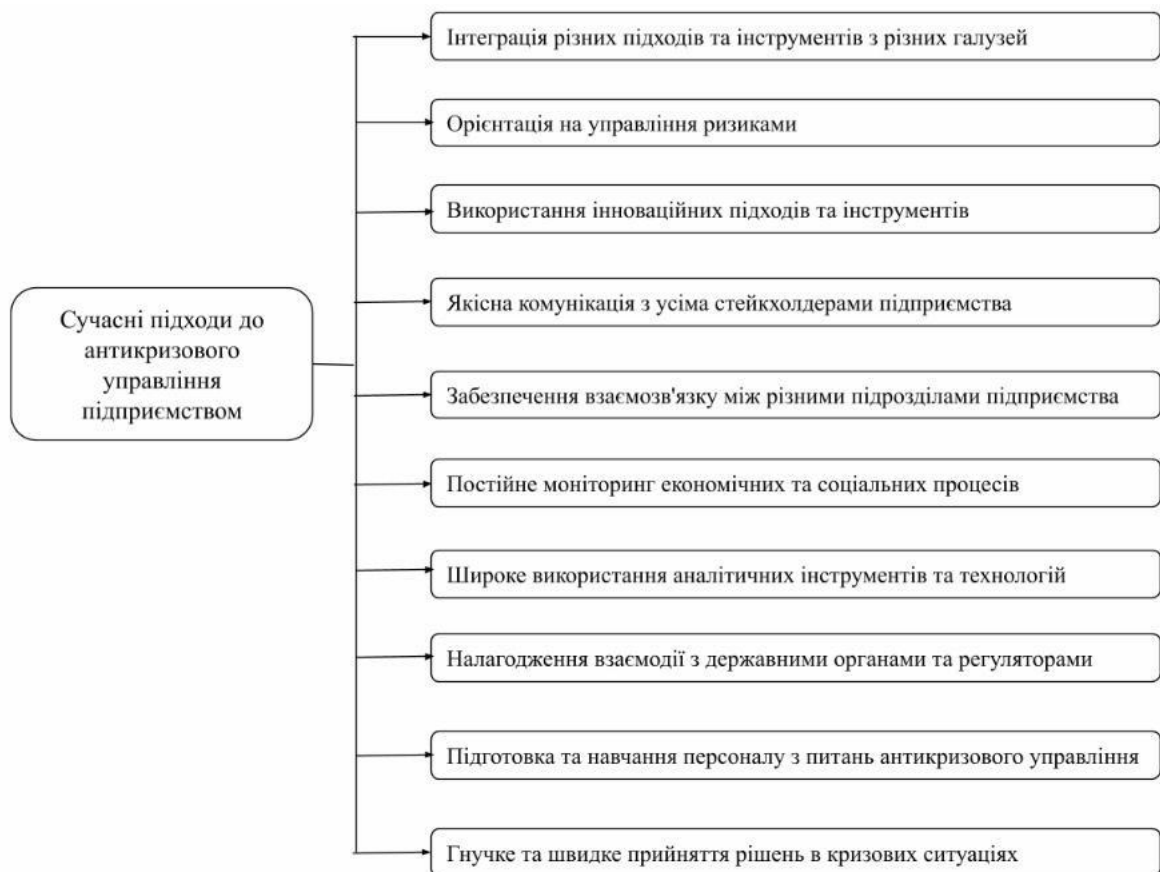 Інтеграція різних підходів та інструментів з різних галузей
Орієнтація на управління ризиками
Використання інноваційних підходів та інструментів
Якісна комунікація з усіма стейкхолдерами підприємства
Сучасні підходи до
антикризового
управління
підприємством
Забезпечення взаємозв'язку між різними підрозділами підприємства
Постійне моніторинг економічних та соціальних процесів
Широке використання аналітичних інструментів та технологій
Налагодження взаємодії з державними органами та регуляторами
Підготовка та навчання персоналу з питань антикризового управління
Гнучке та швидке прийняття рішень в кризових ситуаціях